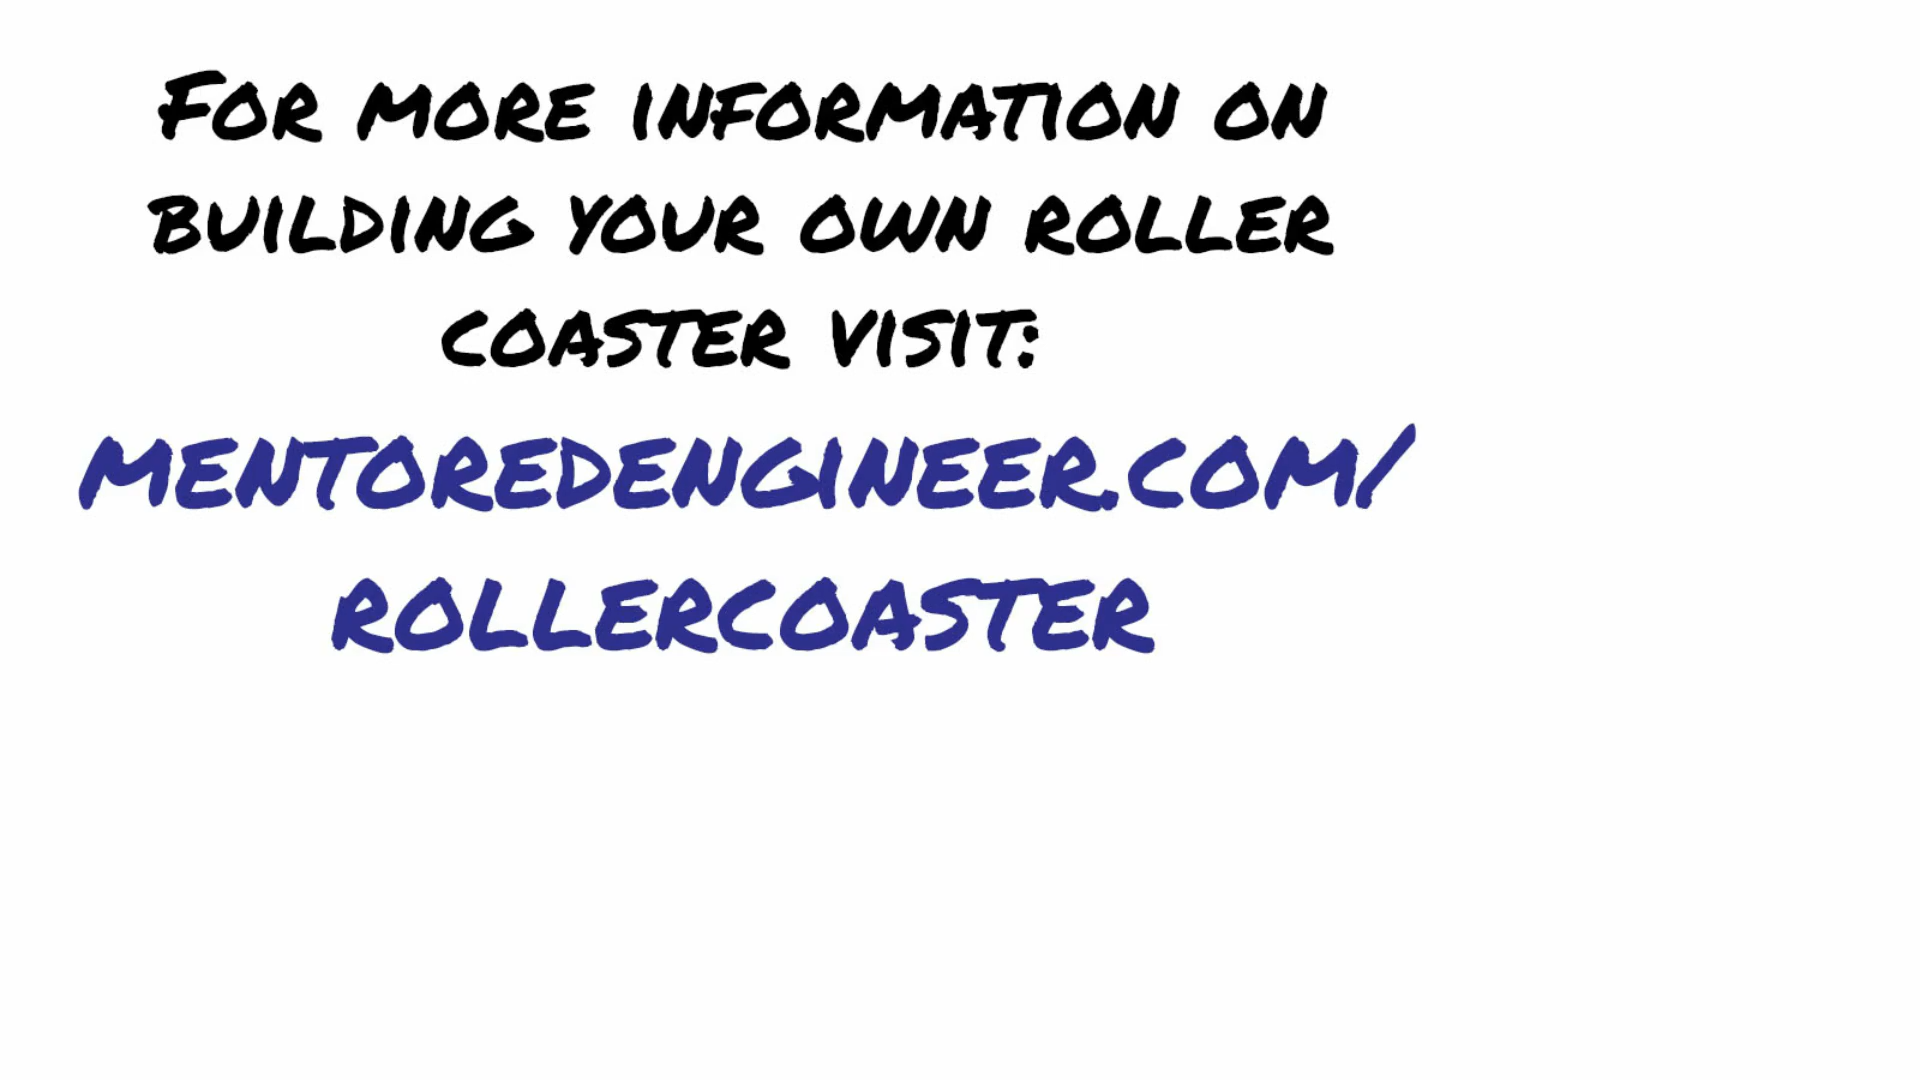 For more information on
building your own roller
coaster visit:
mentoredengineer.com/
rollercoaster